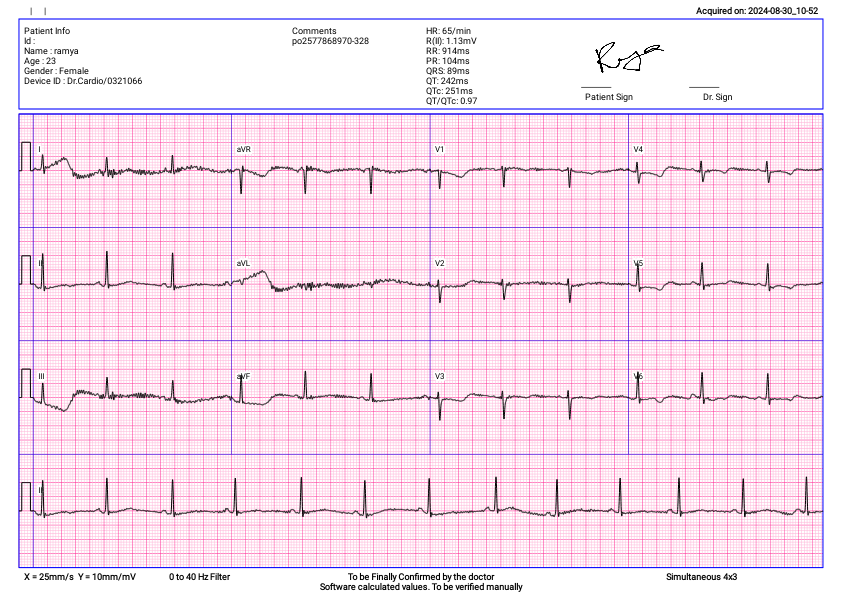 Acquired on: 2024-08-30_10-52
Patient Info
Id :
Name : ramya
Age : 23
Gender : Female
Device ID : Dr.Cardio/0321066
Comments
po2577868970-328
HR: 65/min
R(II): 1.13mV
RR: 914ms
PR: 104ms
QRS: 89ms
QT: 242ms
QTc: 251ms
QT/QTc: 0.97
Patient Sign
Dr. Sign
I
aVR
V1
V4
II
aVL
V2
V5
III
aVF
V3
V6
II
X = 25mm/s Y = 10mm/mV
0 to 40 Hz Filter
To be Finally Confirmed by the doctor
Software calculated values. To be verified manually
Simultaneous 4x3